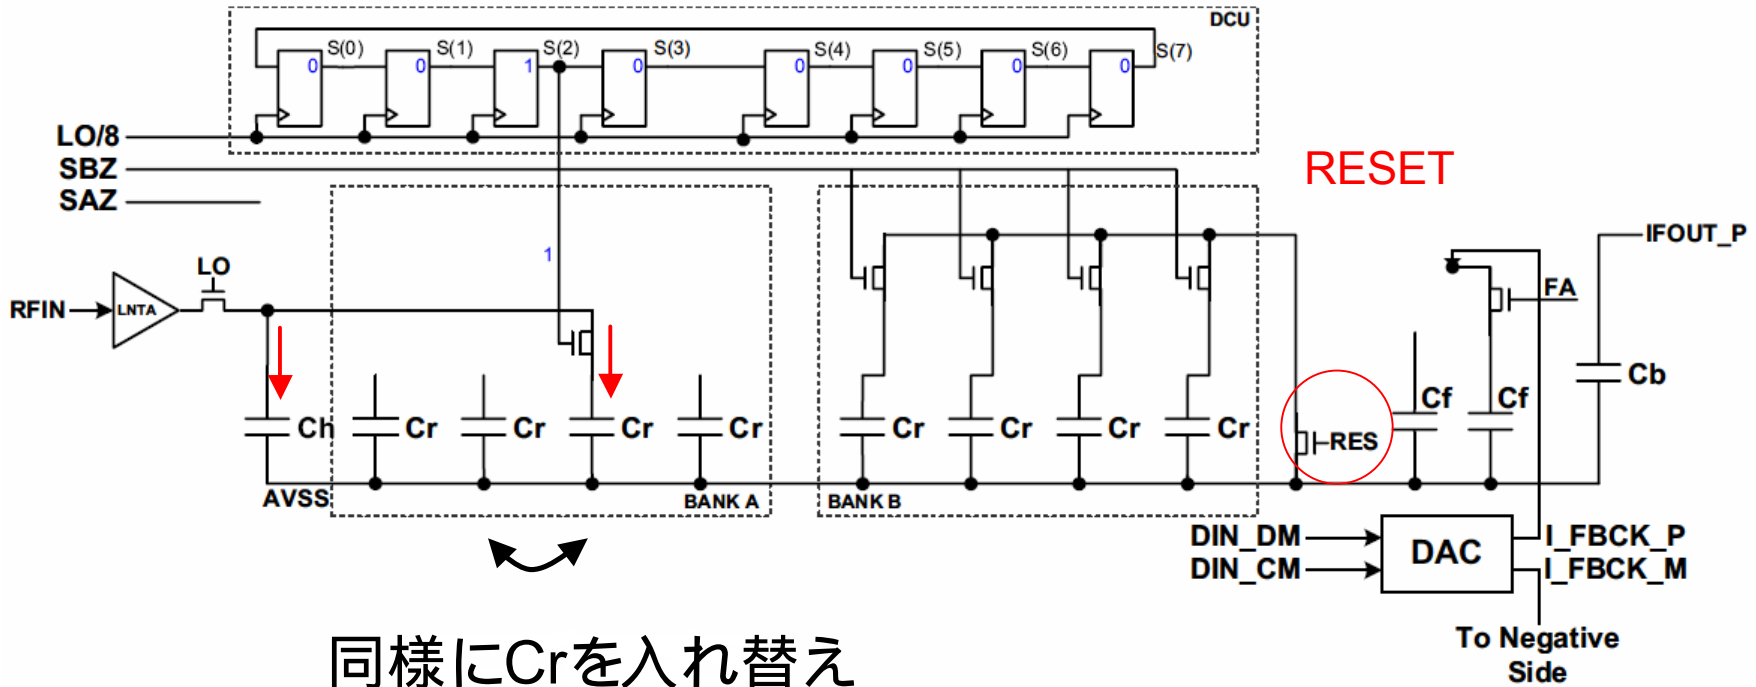 DCU
S(0) S(1) S(2) S(3) S(4) S(5) S(6) S(7)
0 0 1 0 0 0 0 0
LO/8
SBZ
SAZ
RESET
1
IFOUT_P
LO
RFIN
LNTA
FA
Ch Cr Cr Cr Cr Cr Cr Cr Cr
RES
Cf Cf
Cb
AVSS
BANK A
BANK B
DIN_DM
DIN_CM
DAC
I_FBCK_P
I_FBCK_M
To Negative
Side
同様にCrを入れ替え